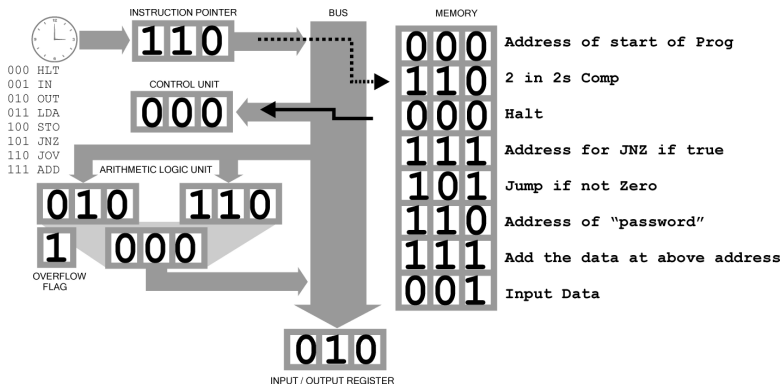 INSTRUCTION POINTER
BUS
MEMORY
110
000 HLT
001 IN
010 OUT
011 LDA
100 STO
101 JNZ
110 JOV
111 ADD
CONTROL UNIT
000
ARITHMETIC LOGIC UNIT
010 110
1 000
OVERFLOW
FLAG
010
INPUT / OUTPUT REGISTER
000 Address of start of Prog
110 2 in 2s Comp
000 Halt
111 Address for JNZ if true
101 Jump if not Zero
110 Address of “password”
111 Add the data at above address
001 Input Data